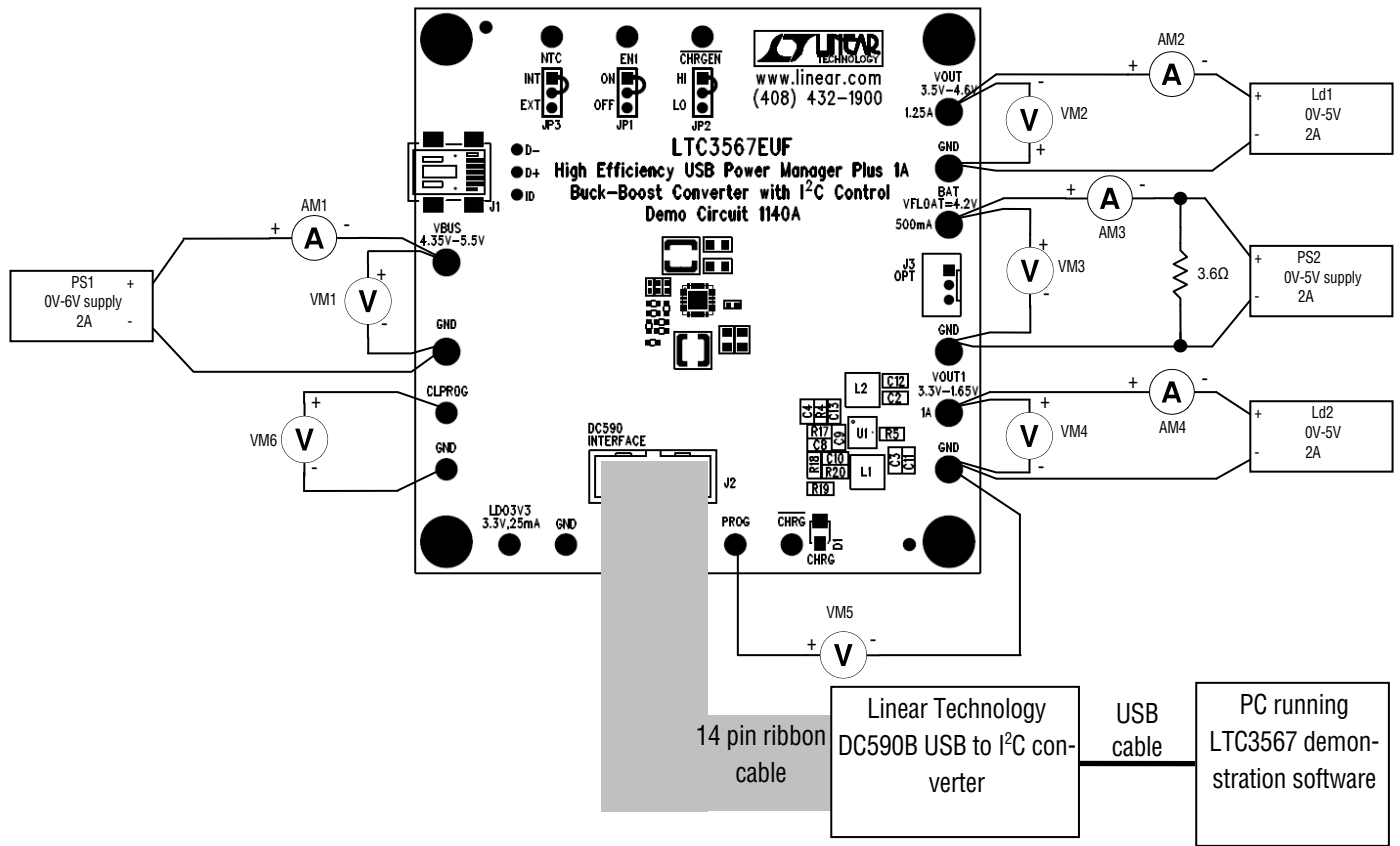 NTC
INT
EXT
JP3
EN1
ON
OFF
JP1
CHRGEN
HI
LO
JP2
LINEAR
TECHNOLOGY
www.linear.com
(408) 432-1900
VOUT
3.5V-4.6V
1.25A
GND
D-
D+
ID
J1
LTC3567EUF
High Efficiency USB Power Manager Plus 1A
Buck-Boost Converter with I²C Control
Demo Circuit 1140A
BAT
VFLOAT=4.2V
500mA
J3
OPT
GND
VBUS
4.35V-5.5V
GND
CLPROG
GND
VOUT1
3.3V-1.65V
1A
GND
L2
C12
C2
C4
R4
C13
R17
C8
C9
U1
R5
R18
C10
R20
L1
C3
C11
R19
DC590
INTERFACE
J2
LDO3V3
3.3V,25mA
GND
PROG
CHRG
D1
CHRG
AM1
+
-
A
PS1
0V-6V supply
2A
+
-
VM1
+
V
-
VM6
+
V
-
AM2
+
A
-
VM2
-
V
+
+
-
Ld1
0V-5V
2A
+
A
-
AM3
+
V
-
VM3
3.6Ω
+
-
PS2
0V-5V supply
2A
+
A
-
AM4
+
V
-
VM4
+
-
Ld2
0V-5V
2A
VM5
+
V
-
14 pin ribbon
cable
Linear Technology
DC590B USB to I²C con-
verter
USB
cable
PC running
LTC3567 demon-
stration software